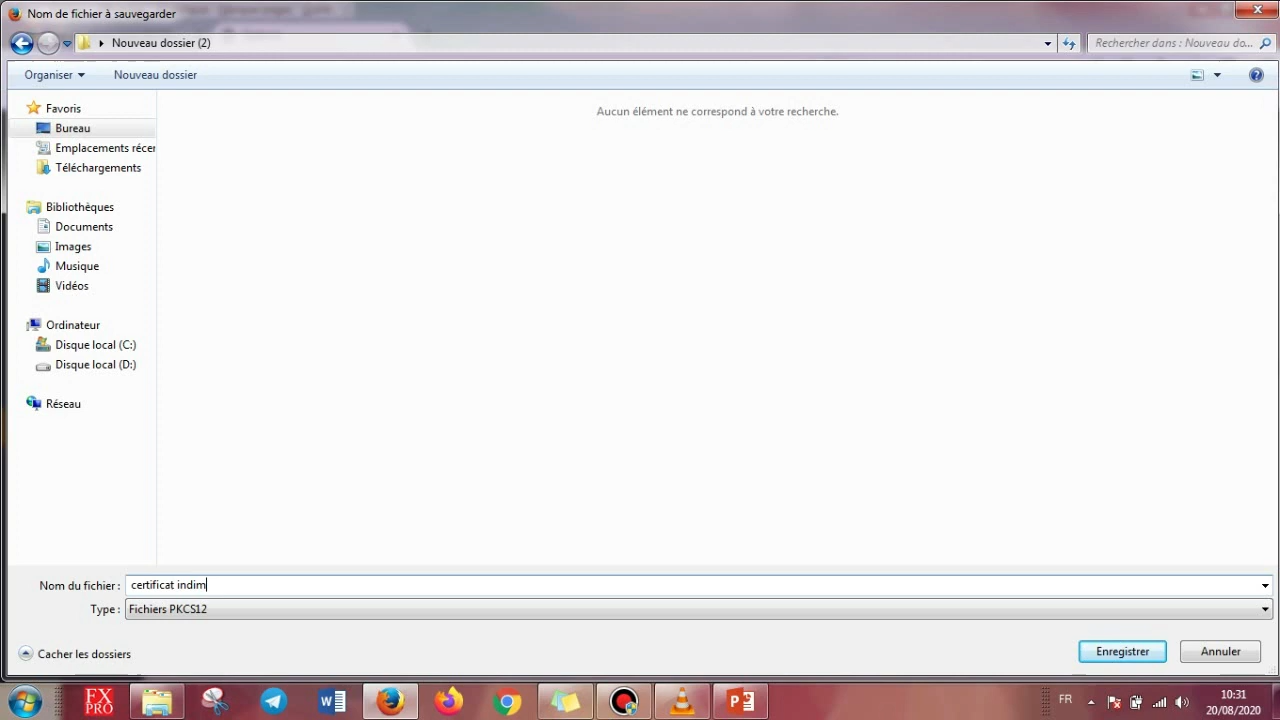 Nom de fichier à sauvegarder
Nouveau dossier (2)
Rechercher dans : Nouveau do...
Organiser
Nouveau dossier
Favoris
Aucun élément ne correspond à votre recherche.
Bureau
Emplacements récen
Téléchargements
Bibliothèques
Documents
Images
Musique
Vidéos
Ordinateur
Disque local (C:)
Disque local (D:)
Réseau
Nom du fichier : certificat indim
Type : Fichiers PKCS12
Cacher les dossiers
Enregistrer
Annuler
FX
PRO
FR
10:31
20/08/2020